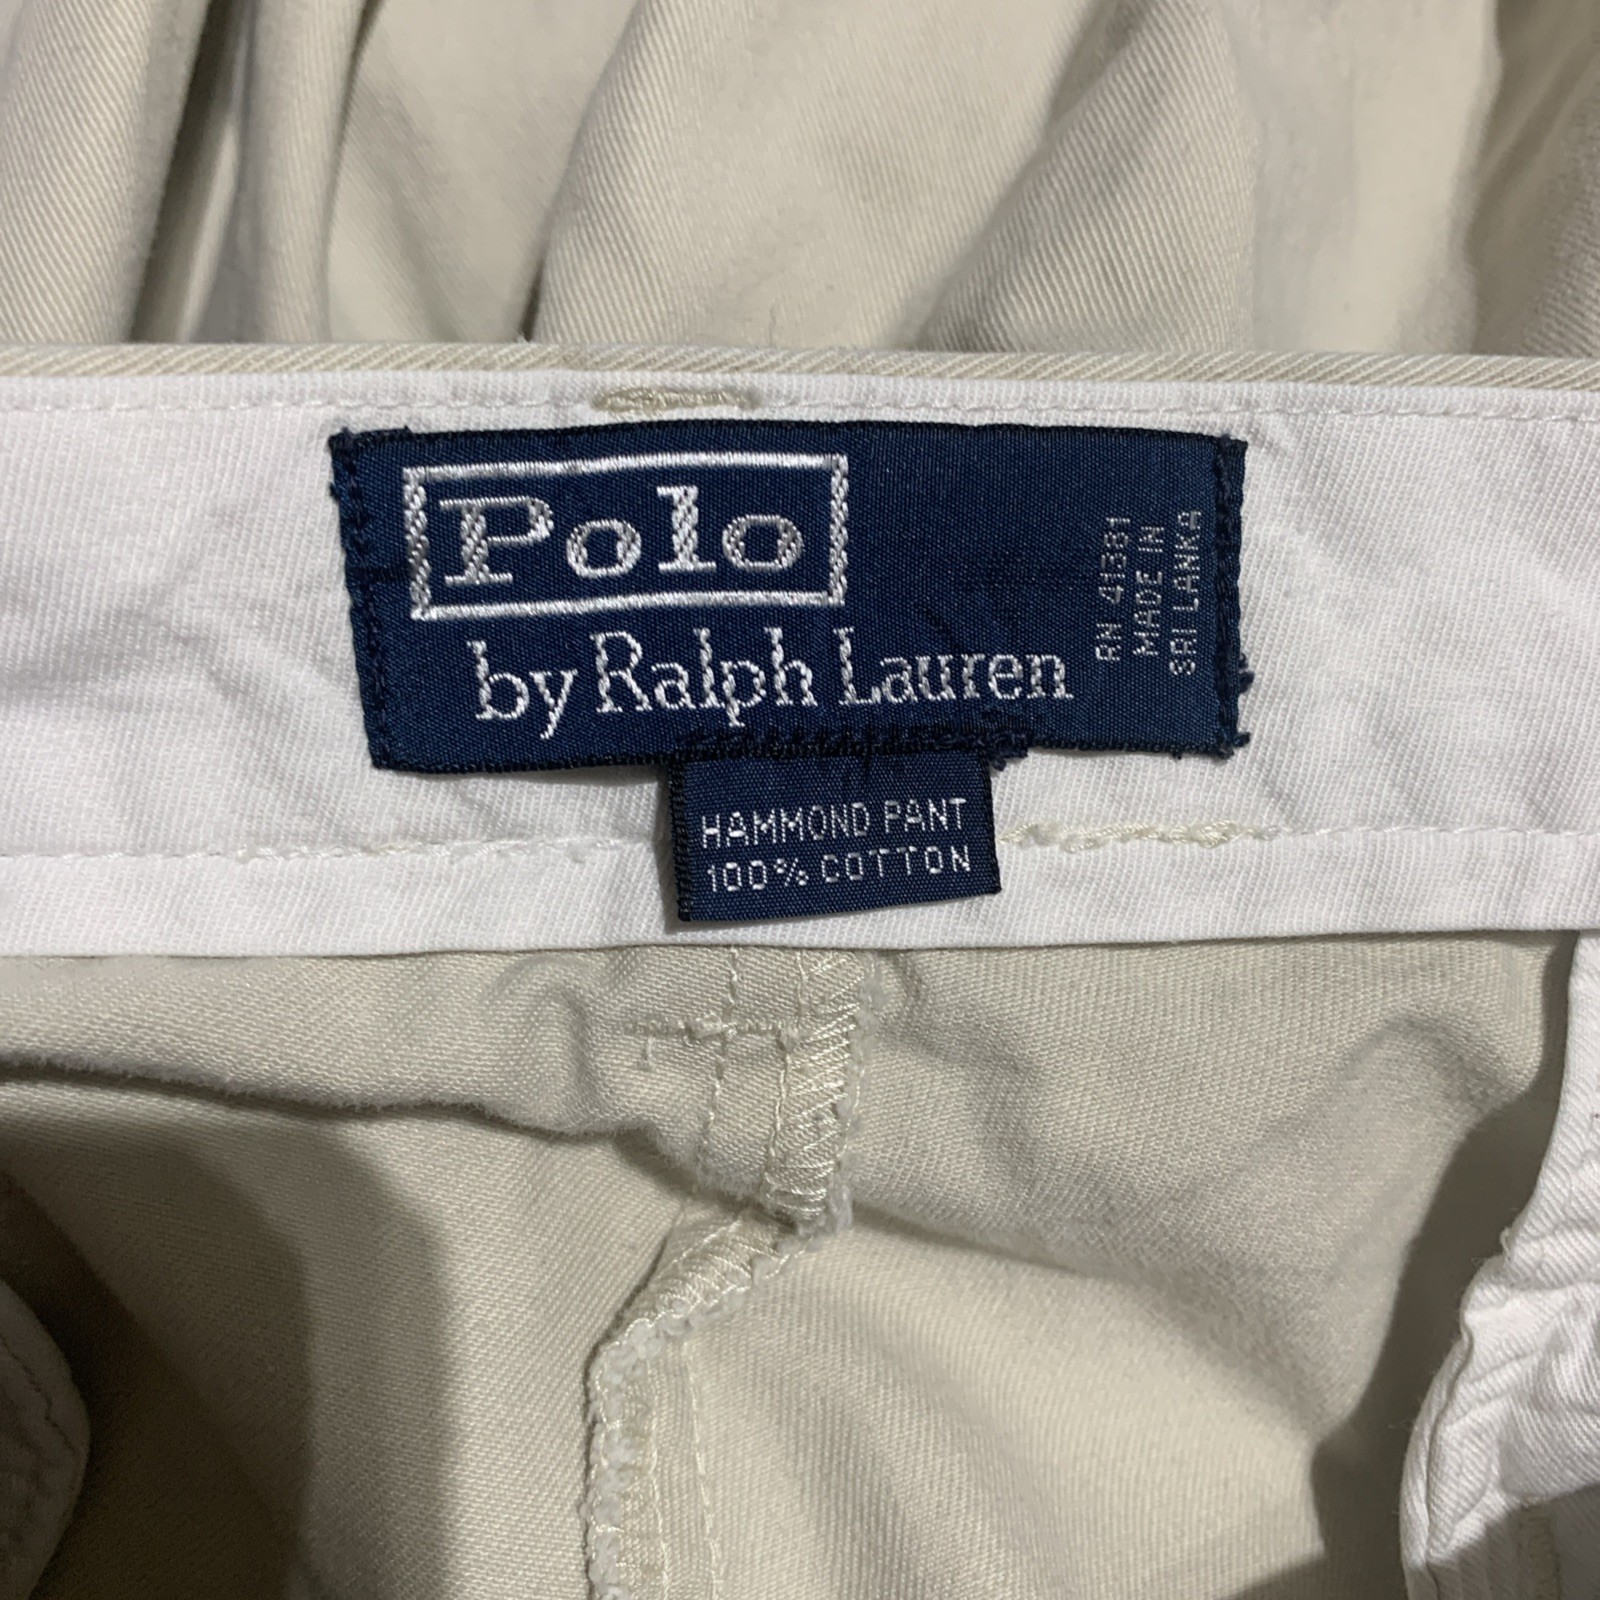 Polo
by Ralph Lauren
RN 41381
MADE IN
SRI LANKA
HAMMOND PANT
100% COTTON